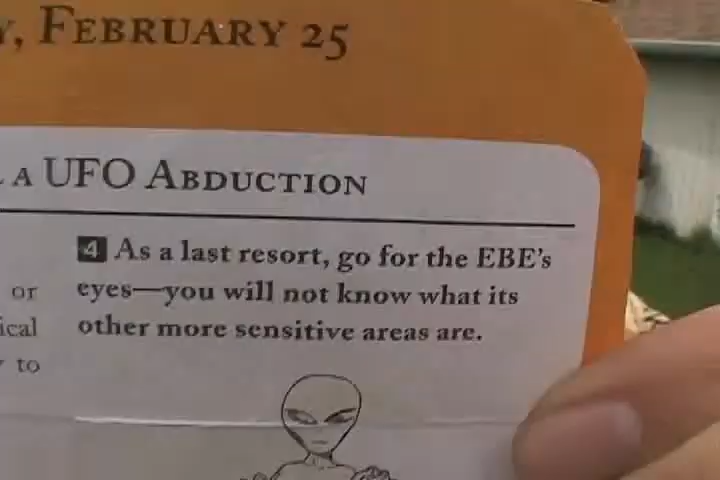 FEBRUARY 25
A UFO ABDUCTION
4 As a last resort, go for the EBE's
or eyes—you will not know what its
ical other more sensitive areas are.
to